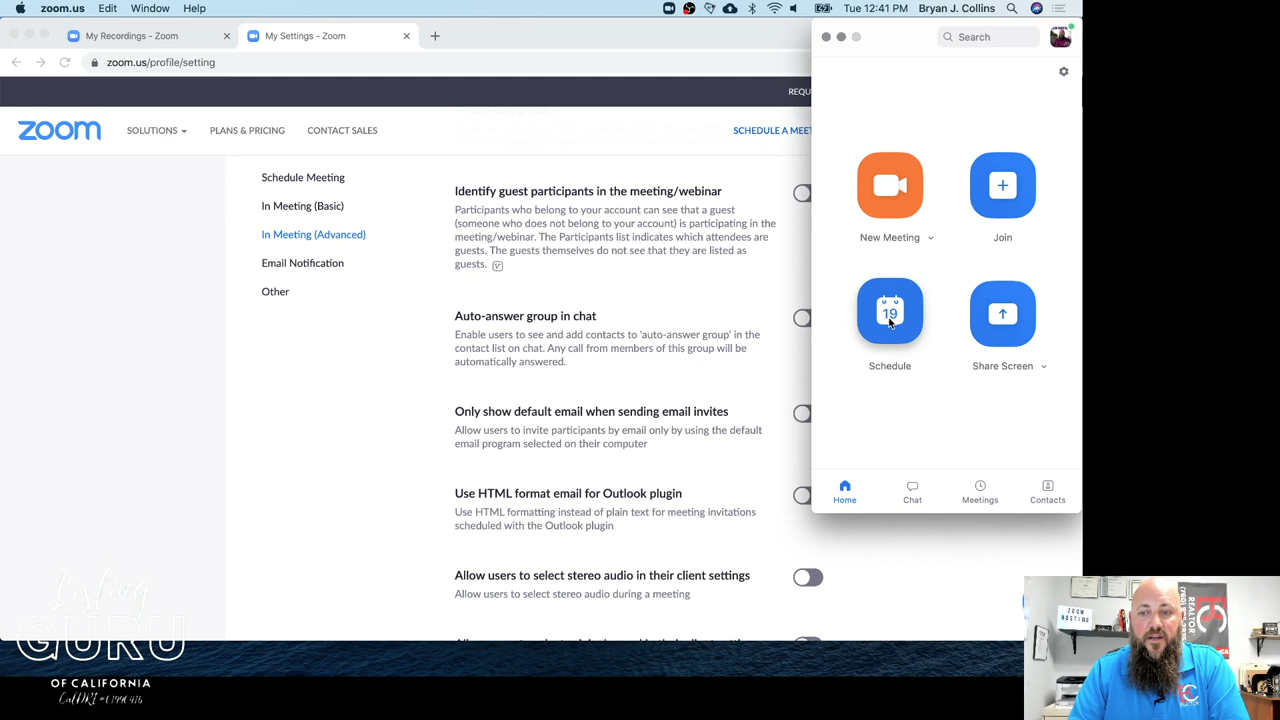 zoom.us Edit Window Help
Tue 12:41 PM Bryan J. Collins
My Recordings - Zoom
My Settings - Zoom
zoom.us/profile/setting
REQU
zoom SOLUTIONS PLANS & PRICING CONTACT SALES SCHEDULE A MEET
Schedule Meeting
In Meeting (Basic)
In Meeting (Advanced)
Email Notification
Other
Identify guest participants in the meeting/webinar
Participants who belong to your account can see that a guest
(someone who does not belong to your account) is participating in the
meeting/webinar. The Participants list indicates which attendees are
guests. The guests themselves do not see that they are listed as
guests.
Auto-answer group in chat
Enable users to see and add contacts to 'auto-answer group' in the
contact list on chat. Any call from members of this group will be
automatically answered.
Only show default email when sending email invites
Allow users to invite participants by email only by using the default
email program selected on their computer
Use HTML format email for Outlook plugin
Use HTML formatting instead of plain text for meeting invitations
scheduled with the Outlook plugin
Allow users to select stereo audio in their client settings
Allow users to select stereo audio during a meeting
Search
New Meeting
Join
19
Schedule
Share Screen
Home
Chat
Meetings
Contacts
Listing
GURU
OF CALIFORNIA
ZOOM
HOSTING
REALTOR